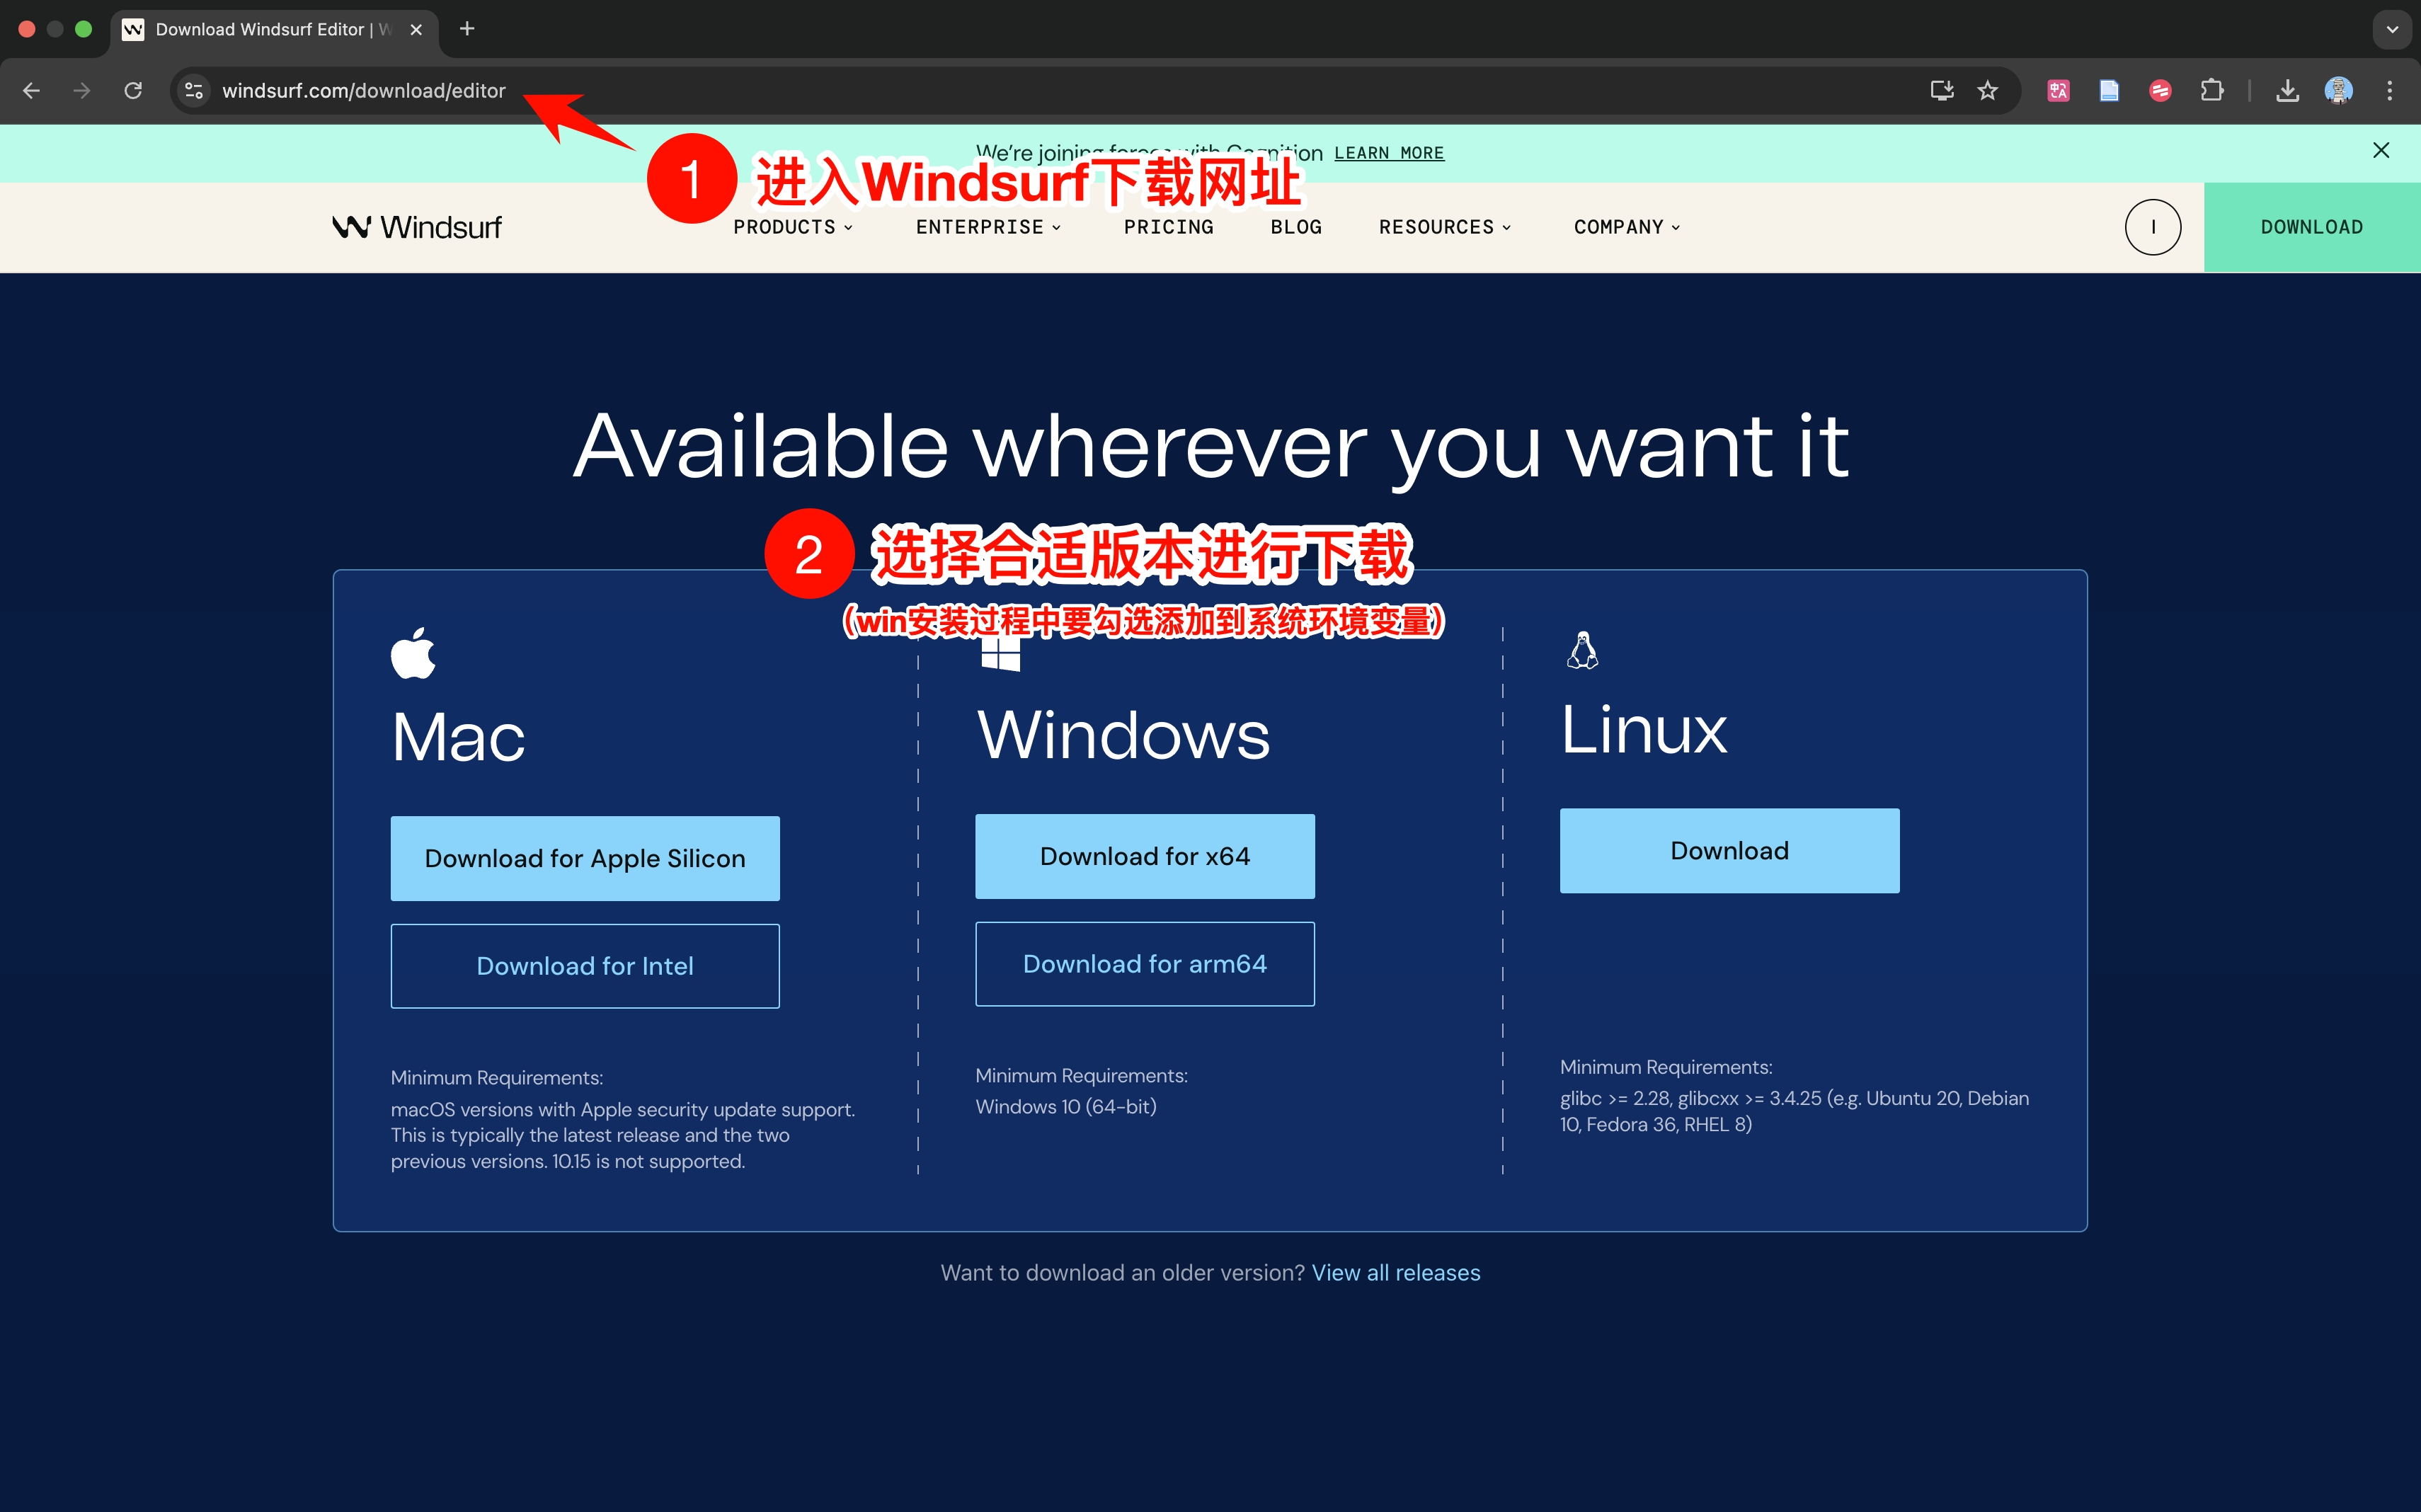 Download Windsurf Editor | W
windsurf.com/download/editor
We're joining forces with Cognition LEARN MORE
1 进入Windsurf下载网址
Windsurf
PRODUCTS
ENTERPRISE
PRICING
BLOG
RESOURCES
COMPANY
I
DOWNLOAD
Available wherever you want it
2 选择合适版本进行下载
（win安装过程中要勾选添加到系统环境变量）
Mac
Download for Apple Silicon
Download for Intel
Minimum Requirements:
macOS versions with Apple security update support.
This is typically the latest release and the two
previous versions. 10.15 is not supported.
Windows
Download for x64
Download for arm64
Minimum Requirements:
Windows 10 (64-bit)
Linux
Download
Minimum Requirements:
glibc >= 2.28, glibcxx >= 3.4.25 (e.g. Ubuntu 20, Debian
10, Fedora 36, RHEL 8)
Want to download an older version? View all releases